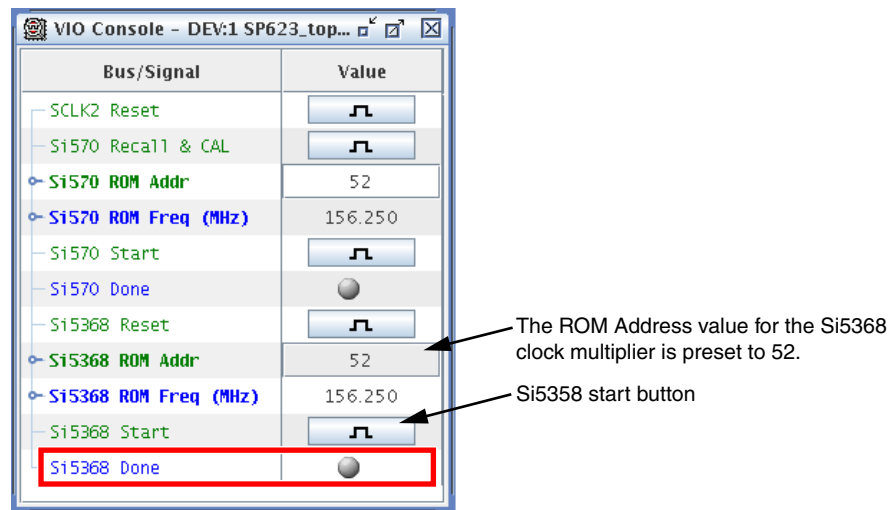 VIO Console – DEV:1 SP623_top...
Bus/Signal Value
SCLK2 Reset
Si570 Recall & CAL
Si570 ROM Addr 52
Si570 ROM Freq (MHz) 156.250
Si570 Start
Si570 Done
Si5368 Reset
Si5368 ROM Addr 52
Si5368 ROM Freq (MHz) 156.250
Si5368 Start
Si5368 Done
The ROM Address value for the Si5368
clock multiplier is preset to 52.
Si5358 start button